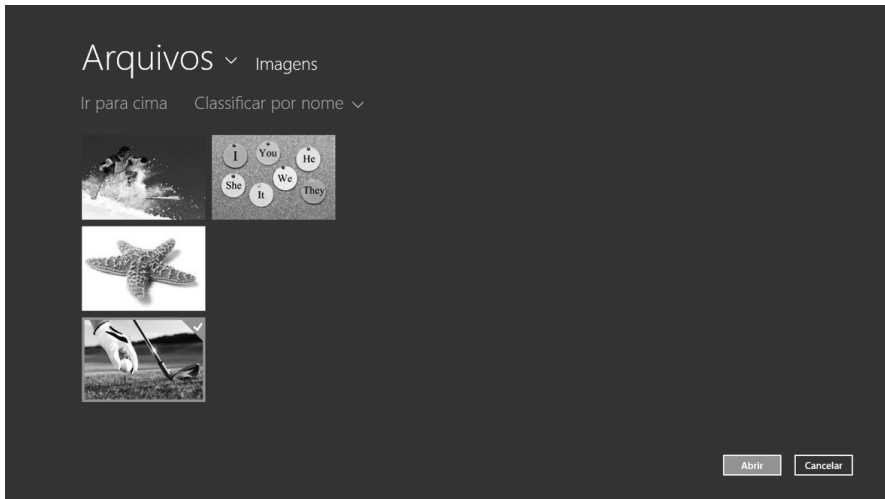 Arquivos Imagens
Ir para cima Classificar por nome
I You He
She It We They
Abrir Cancelar